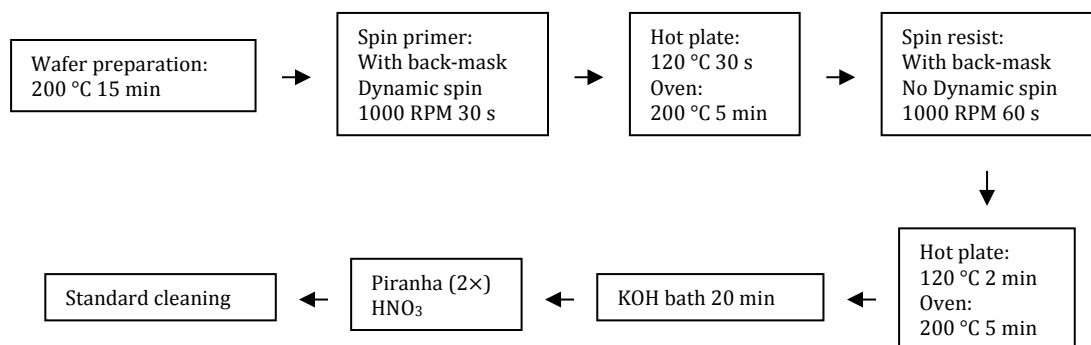 Wafer preparation:
200 °C 15 min
Spin primer:
With back-mask
Dynamic spin
1000 RPM 30 s
Hot plate:
120 °C 30 s
Oven:
200 °C 5 min
Spin resist:
With back-mask
No Dynamic spin
1000 RPM 60 s
Hot plate:
120 °C 2 min
Oven:
200 °C 5 min
KOH bath 20 min
Piranha (2×)
HNO₃
Standard cleaning